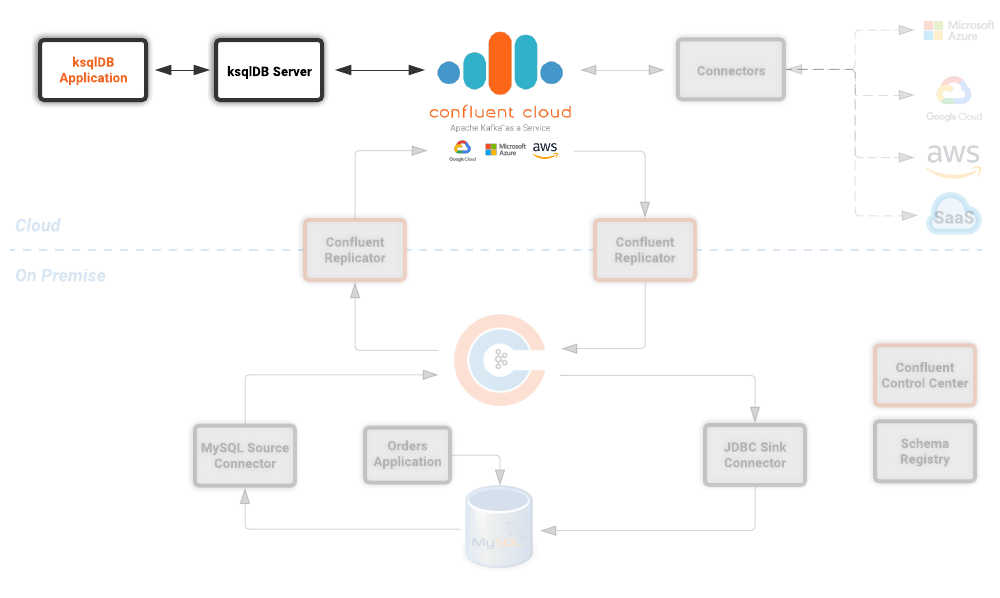 ksqlDB
Application
ksqlDB Server
confluent cloud
Apache Kafka® as a Service
Google Cloud
Microsoft
Azure
aws
Connectors
Microsoft
Azure
Google Cloud
aws
SaaS
Cloud
On Premise
Confluent
Replicator
Confluent
Replicator
Confluent
Control Center
MySQL Source
Connector
Orders
Application
JDBC Sink
Connector
Schema
Registry
MySQL